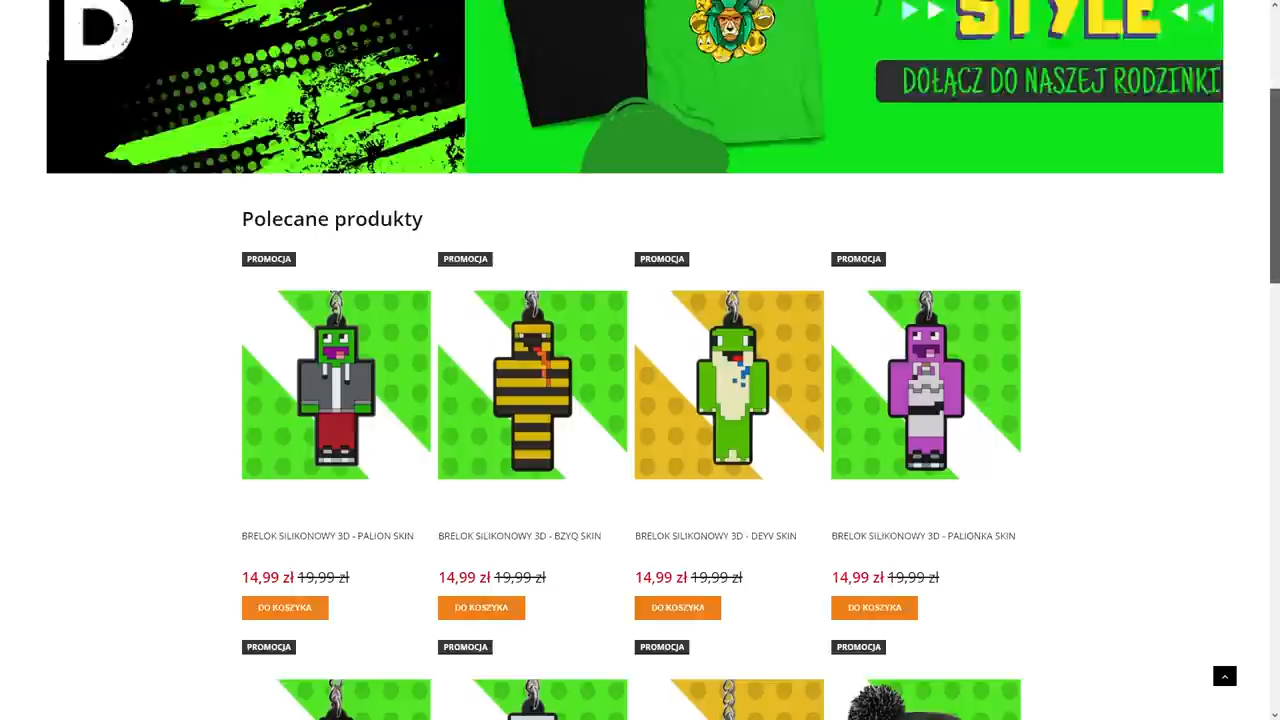 D
STYLE
DOŁĄCZ DO NASZEJ RODZINKI
Polecane produkty
PROMOCJA
PROMOCJA
PROMOCJA
PROMOCJA
BRELOK SILIKONOWY 3D - PALION SKIN
BRELOK SILIKONOWY 3D - BZYQ SKIN
BRELOK SILIKONOWY 3D - DEYV SKIN
BRELOK SILIKONOWY 3D - PALIONKA SKIN
14,99 zł 19,99 zł
14,99 zł 19,99 zł
14,99 zł 19,99 zł
14,99 zł 19,99 zł
DO KOSZYKA
DO KOSZYKA
DO KOSZYKA
DO KOSZYKA
PROMOCJA
PROMOCJA
PROMOCJA
PROMOCJA